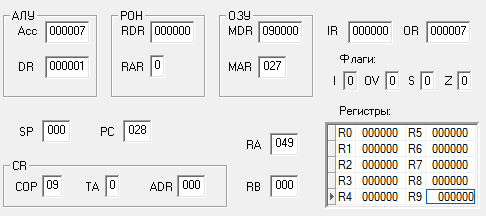 АЛУ РОН ОЗУ
Acc 000007 RDR 000000 MDR 090000 IR 000000 OR 000007
DR 000001 RAR 0 MAR 027
Флаги:
I 0 OV 0 S 0 Z 0
Регистры:
SP 000 PC 028 RA 049
R0 000000 R5 000000
R1 000000 R6 000000
CR
R2 000000 R7 000000
COP 09 TA 0 ADR 000 RB 000
R3 000000 R8 000000
R4 000000 R9 000000